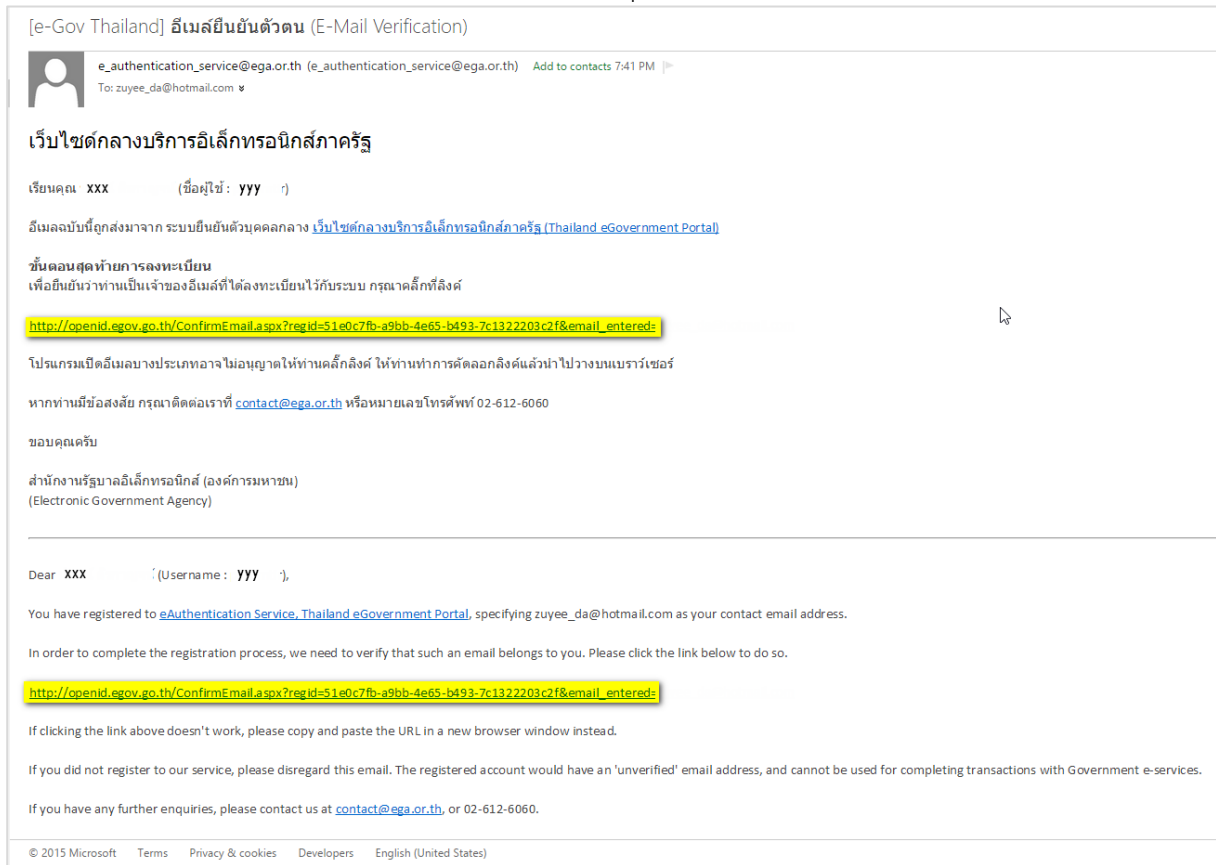 [e-Gov Thailand] อีเมล์ยืนยันตัวตน (E-Mail Verification)
e_authentication_service@ega.or.th (e_authentication_service@ega.or.th) Add to contacts 7:41 PM
To: zuyee_da@hotmail.com
เว็บไซต์กลางบริการอิเล็กทรอนิกส์ภาครัฐ
เรียนคุณ xxx (ชื่อผู้ใช้ : yyy r)
อีเมลฉบับนี้ถูกส่งมาจาก ระบบยืนยันตัวบุคคลกลาง เว็บไซต์กลางบริการอิเล็กทรอนิกส์ภาครัฐ (Thailand eGovernment Portal)
ขั้นตอนสุดท้ายการลงทะเบียน
เพื่อยืนยันว่าท่านเป็นเจ้าของอีเมล์ที่ได้ลงทะเบียนไว้กับระบบ กรุณาคลิ๊กที่ลิงค์
http://openid.egov.go.th/ConfirmEmail.aspx?regid=51e0c7fb-a9bb-4e65-b493-7c1322203c2f&email_entered=
โปรแกรมเปิดอีเมลบางประเภทอาจไม่อนุญาตให้ท่านคลิ๊กลิงค์ ให้ท่านทำการคัดลอกลิงค์แล้วนำไปวางบนเบราว์เซอร์
หากท่านมีข้อสงสัย กรุณาติดต่อเราที่ contact@ega.or.th หรือหมายเลขโทรศัพท์ 02-612-6060
ขอบคุณครับ
สำนักงานรัฐบาลอิเล็กทรอนิกส์ (องค์การมหาชน)
(Electronic Government Agency)
Dear xxx (Username : yyy ),
You have registered to eAuthentication Service, Thailand eGovernment Portal, specifying zuyee_da@hotmail.com as your contact email address.
In order to complete the registration process, we need to verify that such an email belongs to you. Please click the link below to do so.
http://openid.egov.go.th/ConfirmEmail.aspx?regid=51e0c7fb-a9bb-4e65-b493-7c1322203c2f&email_entered=
If clicking the link above doesn't work, please copy and paste the URL in a new browser window instead.
If you did not register to our service, please disregard this email. The registered account would have an 'unverified' email address, and cannot be used for completing transactions with Government e-services.
If you have any further enquiries, please contact us at contact@ega.or.th, or 02-612-6060.
© 2015 Microsoft Terms Privacy & cookies Developers English (United States)